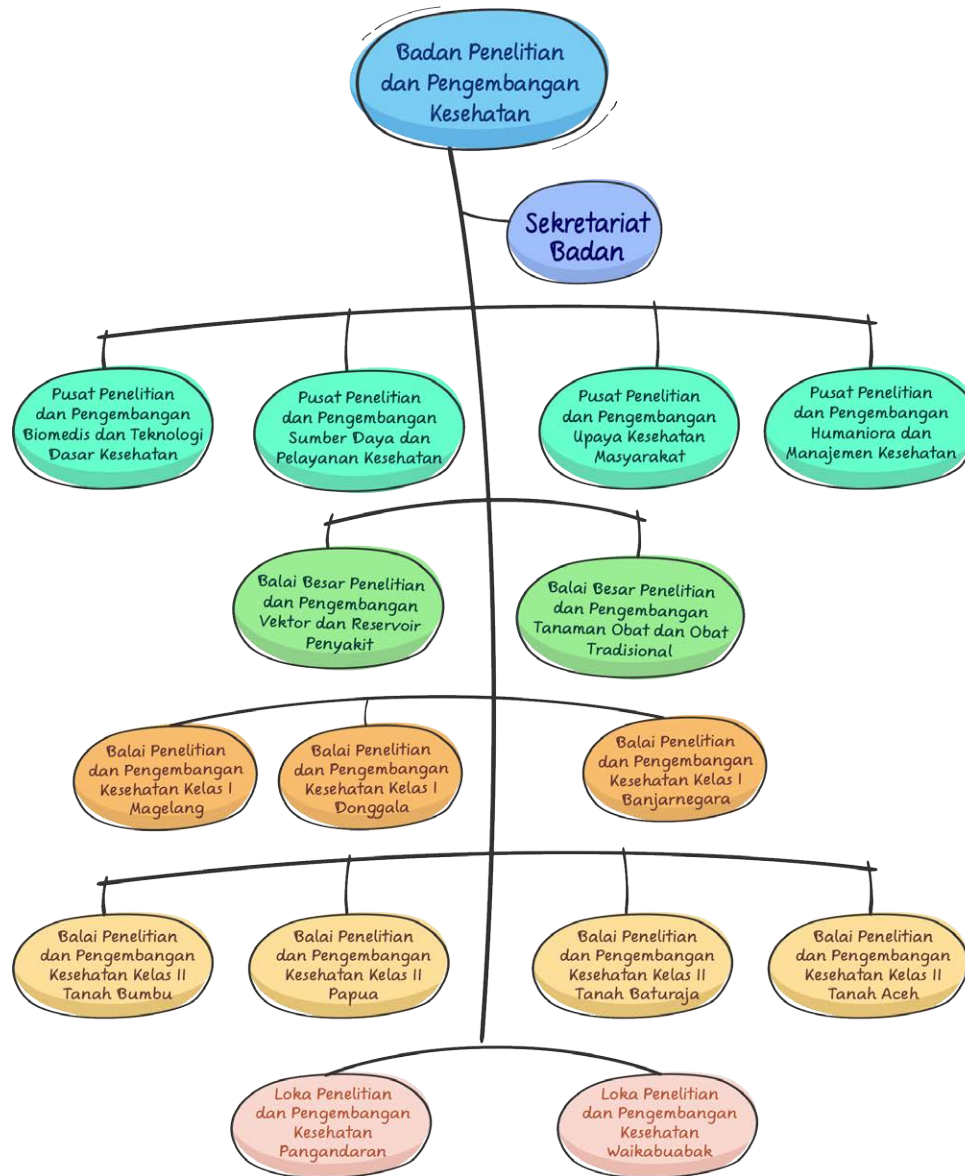 Badan Penelitian
dan Pengembangan
Kesehatan
Sekretariat
Badan
Pusat Penelitian
dan Pengembangan
Biomedis dan Teknologi
Dasar Kesehatan
Pusat Penelitian
dan Pengembangan
Sumber Daya dan
Pelayanan Kesehatan
Pusat Penelitian
dan Pengembangan
Upaya Kesehatan
Masyarakat
Pusat Penelitian
dan Pengembangan
Humaniora dan
Manajemen Kesehatan
Balai Besar Penelitian
dan Pengembangan
Vektor dan Reservoir
Penyakit
Balai Besar Penelitian
dan Pengembangan
Tanaman Obat dan Obat
Tradisional
Balai Penelitian
dan Pengembangan
Kesehatan Kelas I
Magelang
Balai Penelitian
dan Pengembangan
Kesehatan Kelas I
Donggala
Balai Penelitian
dan Pengembangan
Kesehatan Kelas I
Banjarnegara
Balai Penelitian
dan Pengembangan
Kesehatan Kelas II
Tanah Bumbu
Balai Penelitian
dan Pengembangan
Kesehatan Kelas II
Papua
Balai Penelitian
dan Pengembangan
Kesehatan Kelas II
Tanah Baturaja
Balai Penelitian
dan Pengembangan
Kesehatan Kelas II
Tanah Aceh
Loka Penelitian
dan Pengembangan
Kesehatan
Pangandaran
Loka Penelitian
dan Pengembangan
Kesehatan
Waikabuabak